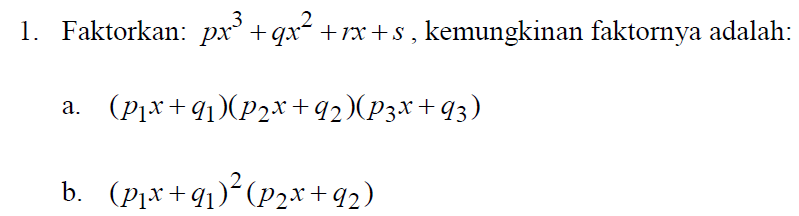 1. Faktorkan: px³ + qx² + rx + s , kemungkinan faktornya adalah:
a. (p₁x + q₁)(p₂x + q₂)(p₃x + q₃)
b. (p₁x + q₁)²(p₂x + q₂)